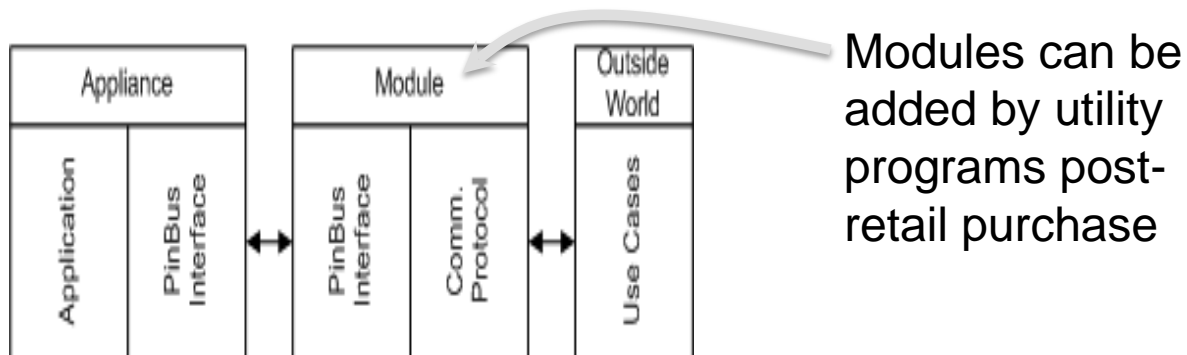 Appliance
Application
PinBus
Interface
Module
PinBus
Interface
Comm.
Protocol
Outside
World
Use Cases
Modules can be
added by utility
programs post-
retail purchase